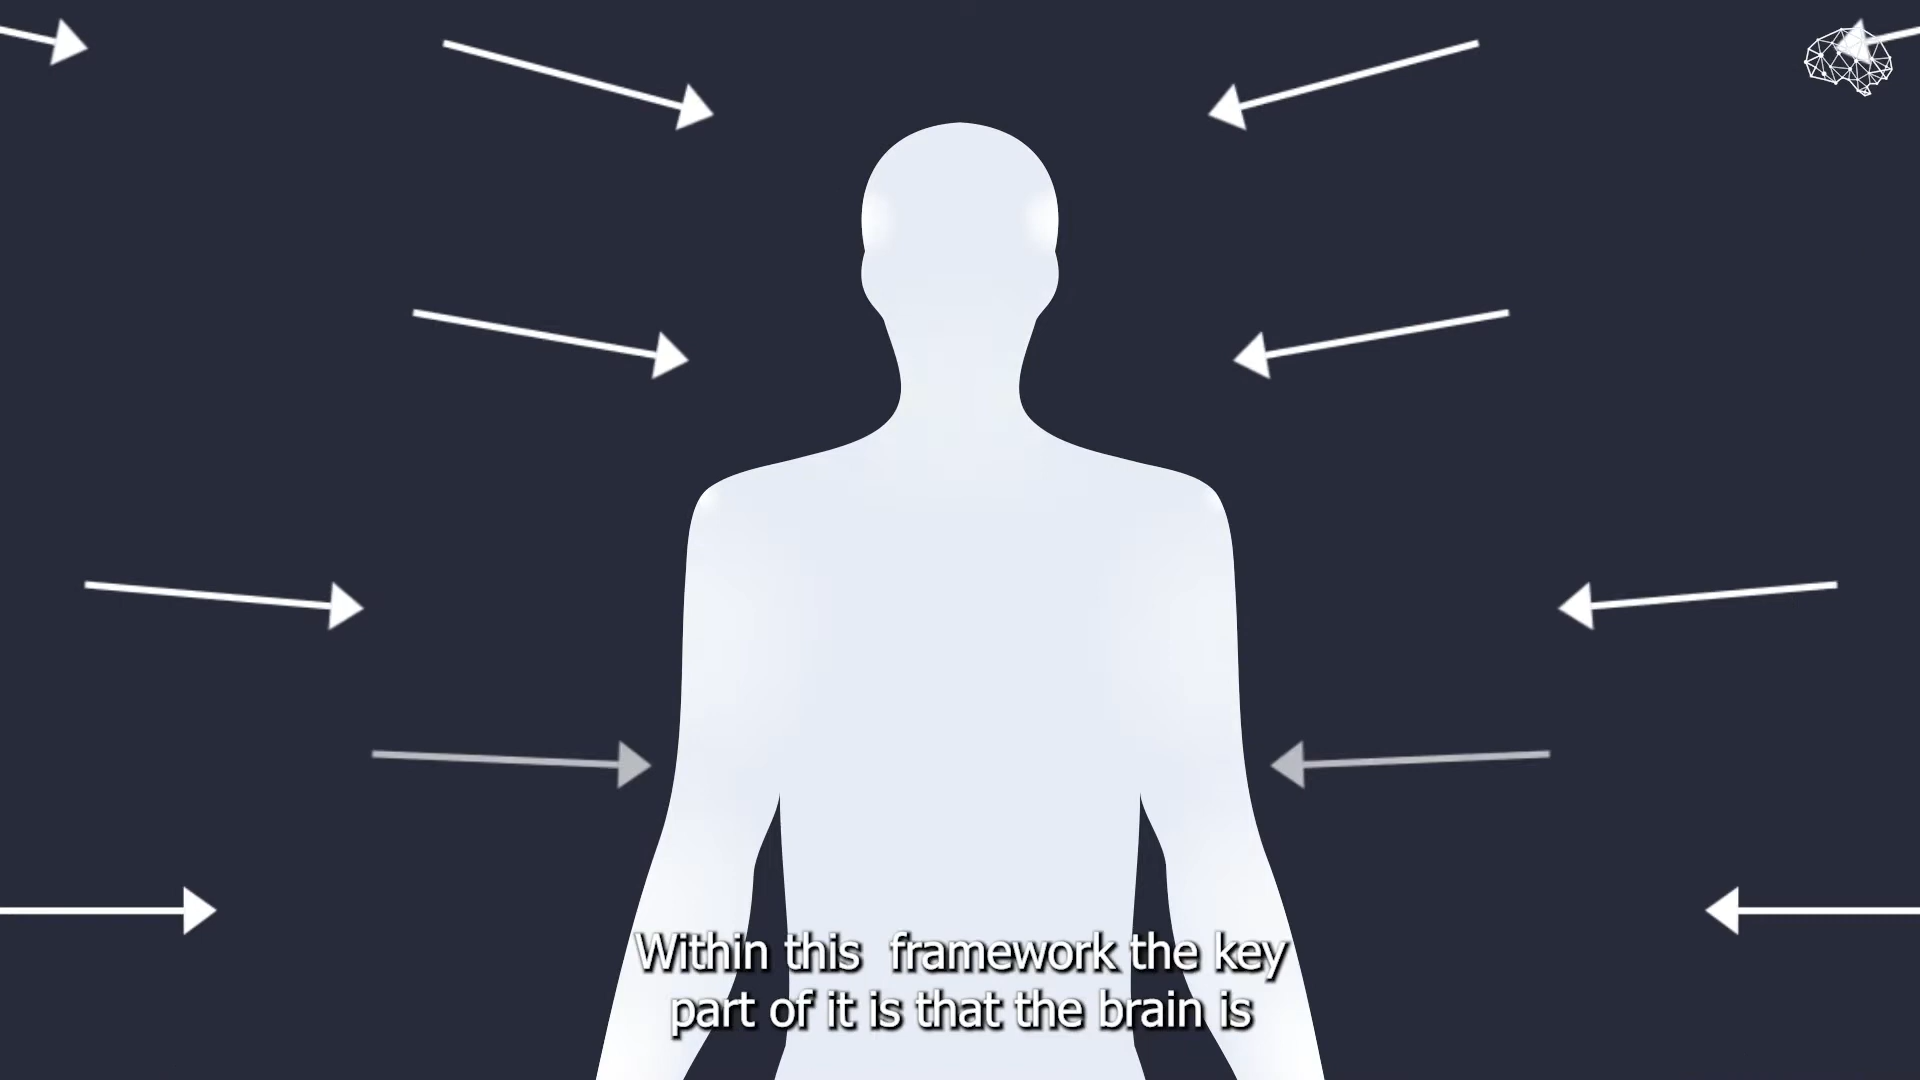 Within this framework the key
part of it is that the brain is